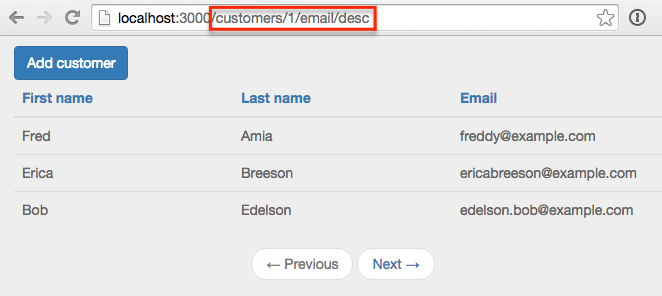 localhost:3000/customers/1/email/desc
Add customer
First name Last name Email
Fred Amia freddy@example.com
Erica Breeson ericabreeson@example.com
Bob Edelson edelson.bob@example.com
← Previous Next →